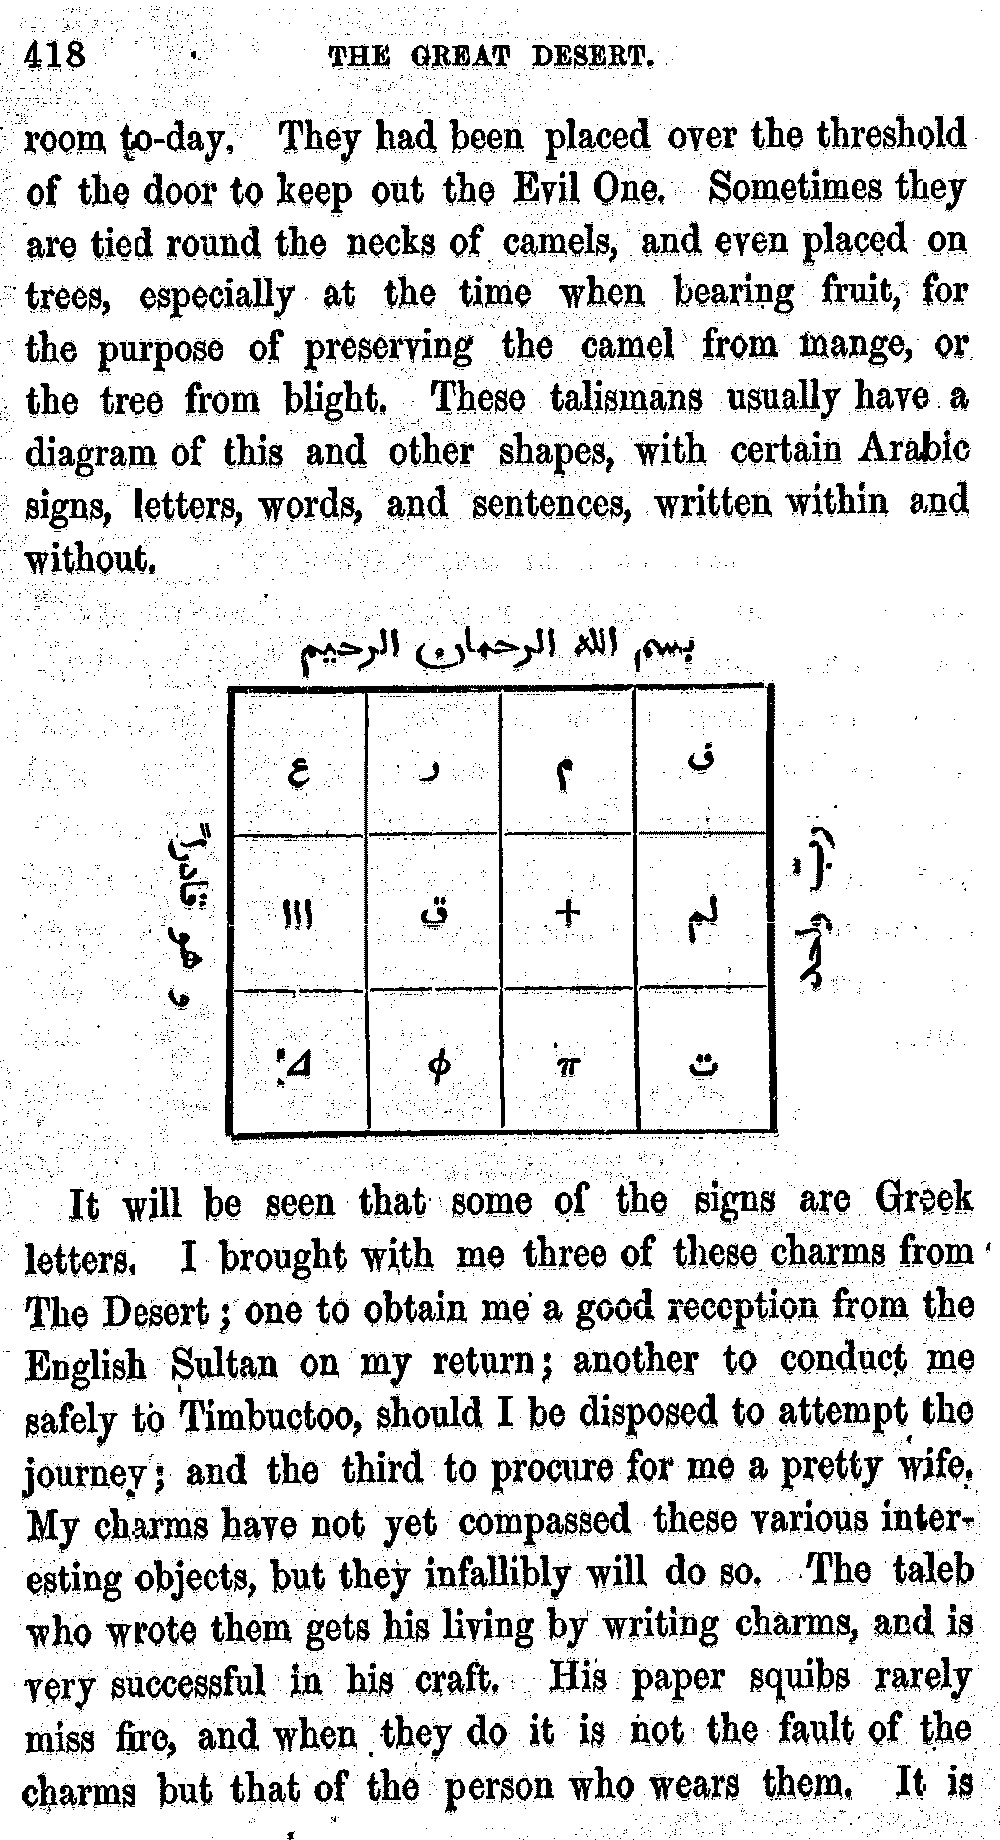 418
THE GREAT DESERT.
room to-day. They had been placed over the threshold
of the door to keep out the Evil One. Sometimes they
are tied round the necks of camels, and even placed on
trees, especially at the time when bearing fruit, for
the purpose of preserving the camel from mange, or
the tree from blight. These talismans usually have a
diagram of this and other shapes, with certain Arabic
signs, letters, words, and sentences, written within and
without.
بسم الله الرحمان الرحيم
ف م ر ع
لم + ق ااا
ت π φ
و هو قادراً
It will be seen that some of the signs are Greek
letters. I brought with me three of these charms from
The Desert; one to obtain me a good reception from the
English Sultan on my return; another to conduct me
safely to Timbuctoo, should I be disposed to attempt the
journey; and the third to procure for me a pretty wife.
My charms have not yet compassed these various inter-
esting objects, but they infallibly will do so. The taleb
who wrote them gets his living by writing charms, and is
very successful in his craft. His paper squibs rarely
miss fire, and when they do it is not the fault of the
charms but that of the person who wears them. It is